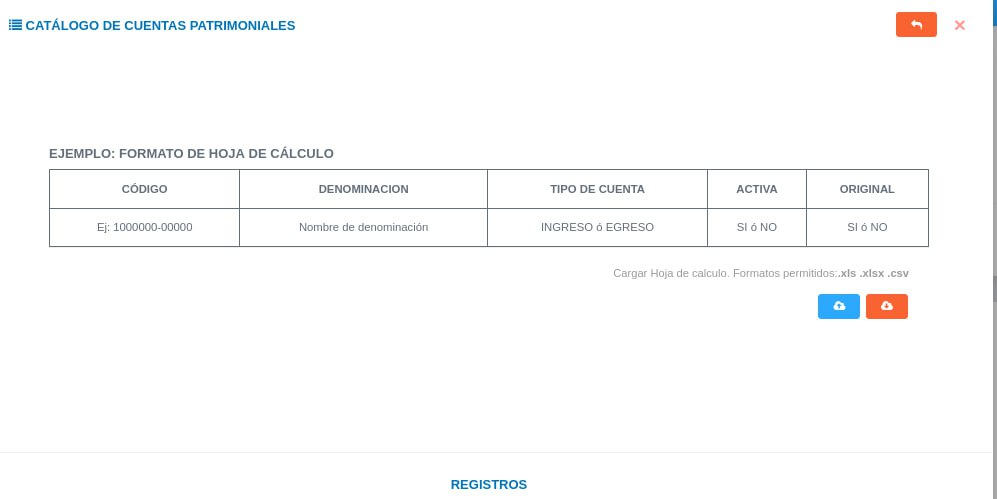 CATÁLOGO DE CUENTAS PATRIMONIALES
EJEMPLO: FORMATO DE HOJA DE CÁLCULO
CÓDIGO DENOMINACION TIPO DE CUENTA ACTIVA ORIGINAL
Ej: 1000000-00000 Nombre de denominación INGRESO ó EGRESO SI ó NO SI ó NO
Cargar Hoja de calculo. Formatos permitidos:.xls .xlsx .csv
REGISTROS